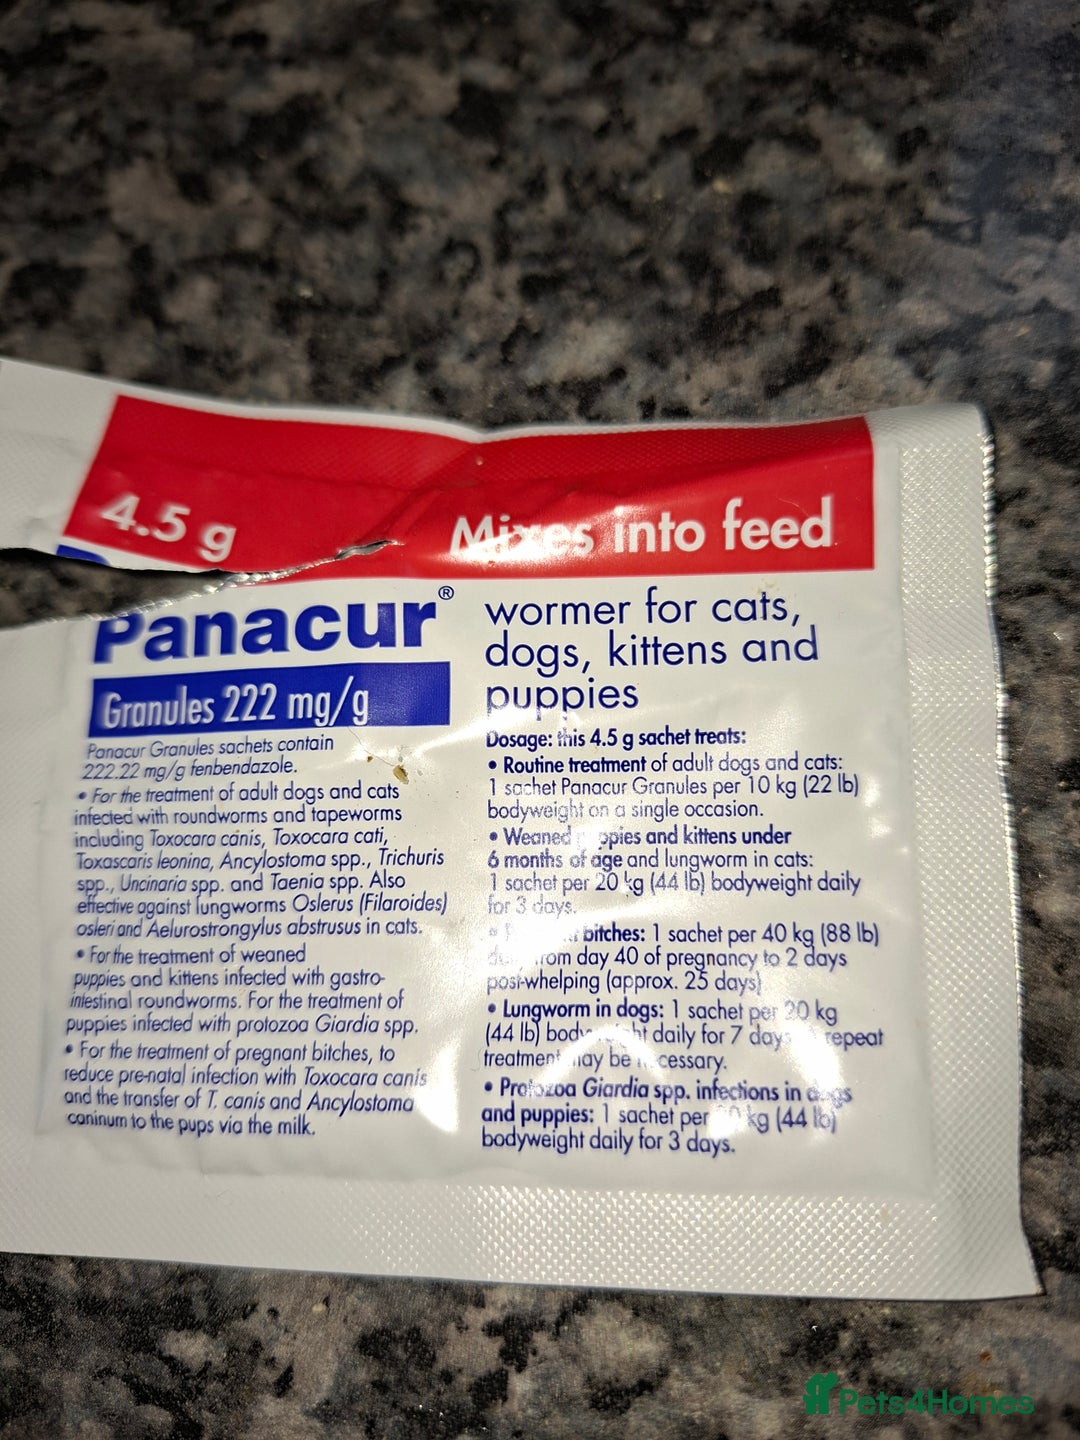 4.5 g
Mixes into feed
Panacur®
Granules 222 mg/g
Panacur Granules sachets contain
222.22 mg/g fenbendazole.
• For the treatment of adult dogs and cats
infected with roundworms and tapeworms
including Toxocara canis, Toxocara cati,
Toxascaris leonina, Ancylostoma spp., Trichuris
spp., Uncinaria spp. and Taenia spp. Also
effective against lungworms Oslerus (Filaroides)
osleri and Aelurostrongylus abstrusus in cats.
• For the treatment of weaned
puppies and kittens infected with gastro-
intestinal roundworms. For the treatment of
puppies infected with protozoa Giardia spp.
• For the treatment of pregnant bitches, to
reduce pre-natal infection with Toxocara canis
and the transfer of T. canis and Ancylostoma
caninum to the pups via the milk.
wormer for cats,
dogs, kittens and
puppies
Dosage: this 4.5 g sachet treats:
• Routine treatment of adult dogs and cats:
1 sachet Panacur Granules per 10 kg (22 lb)
bodyweight on a single occasion.
• Weaned and kittens under
6 months of age and lungworm in cats:
1 sachet per 20 kg (44 lb) bodyweight daily
for 3 days.
• bitches: 1 sachet per 40 kg (88 lb)
from day 40 of pregnancy to 2 days
post-whelping (approx. 25 days)
• Lungworm in dogs: 1 sachet per 20 kg
(44 lb) bodyweight daily for 7 days repeat
treatment may be necessary.
• Protozoa Giardia spp. infections in dogs
and puppies: 1 sachet per kg (44 lb)
bodyweight daily for 3 days.
Pets4Homes